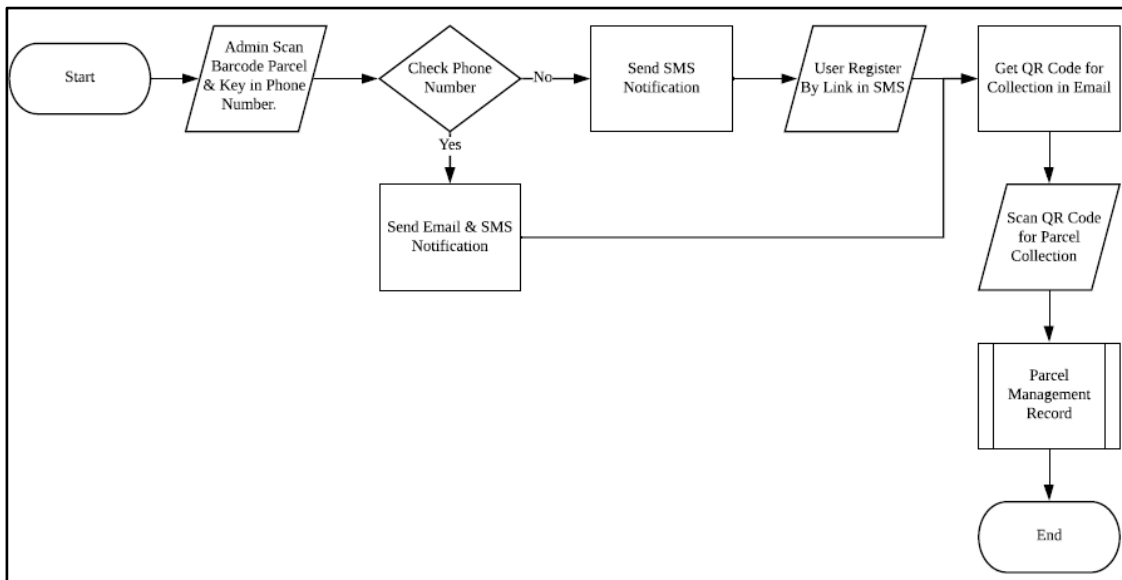 Start
Admin Scan
Barcode Parcel
& Key in Phone
Number.
Check Phone
Number
No
Send SMS
Notification
User Register
By Link in SMS
Get QR Code for
Collection in Email
Yes
Send Email & SMS
Notification
Scan QR Code
for Parcel
Collection
Parcel
Management
Record
End